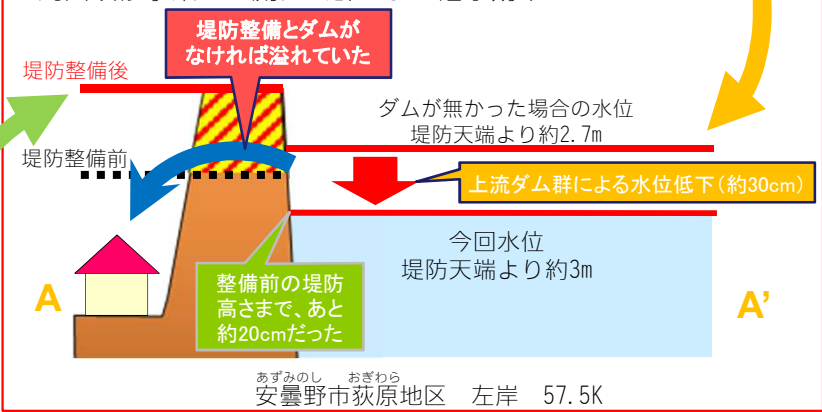 堤防整備とダムが
なければ溢れていた
堤防整備後
ダムが無かった場合の水位
堤防天端より約2.7m
堤防整備前
上流ダム群による水位低下(約30cm)
今回水位
堤防天端より約3m
整備前の堤防
高さまで、あと
約20cmだった
A
A’
あずみのし おぎわら
安曇野市荻原地区 左岸 57.5K